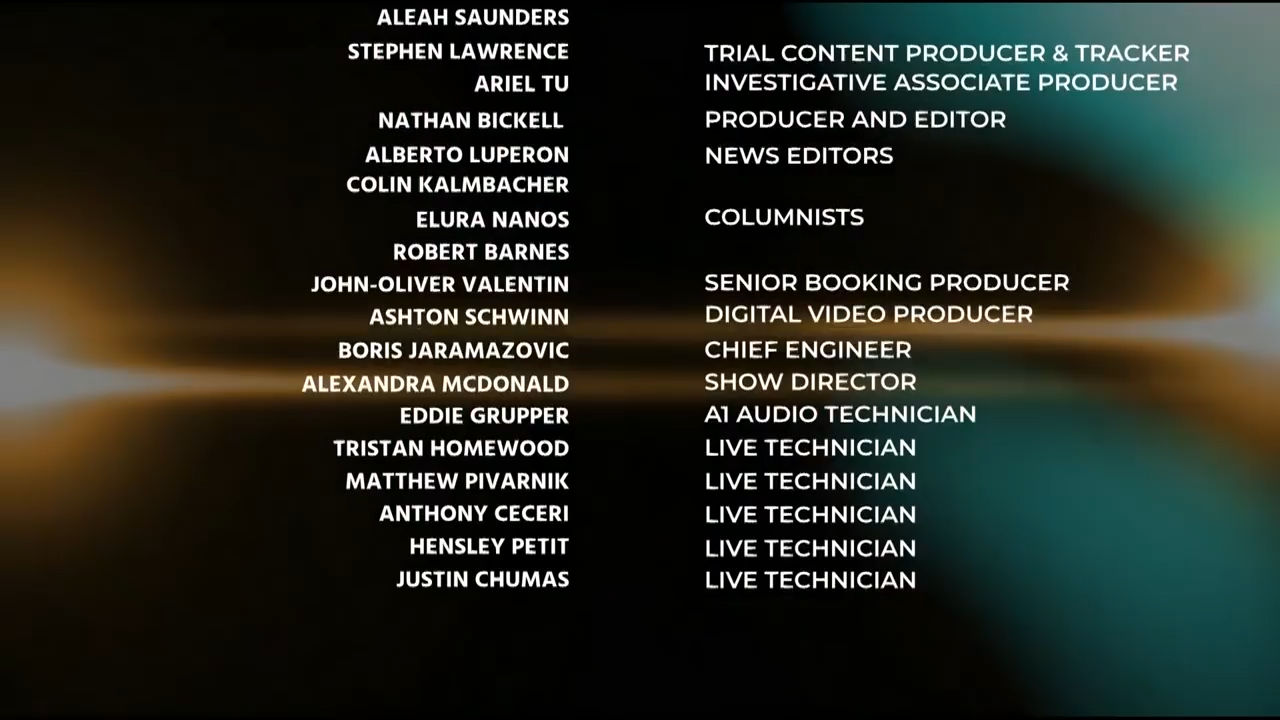 ALEAH SAUNDERS
STEPHEN LAWRENCE TRIAL CONTENT PRODUCER & TRACKER
ARIEL TU INVESTIGATIVE ASSOCIATE PRODUCER
NATHAN BICKELL PRODUCER AND EDITOR
ALBERTO LUPERON NEWS EDITORS
COLIN KALMBACHER
ELURA NANOS COLUMNISTS
ROBERT BARNES
JOHN-OLIVER VALENTIN SENIOR BOOKING PRODUCER
ASHTON SCHWINN DIGITAL VIDEO PRODUCER
BORIS JARAMAZOVIC CHIEF ENGINEER
ALEXANDRA MCDONALD SHOW DIRECTOR
EDDIE GRUPPER A1 AUDIO TECHNICIAN
TRISTAN HOMEWOOD LIVE TECHNICIAN
MATTHEW PIVARNIK LIVE TECHNICIAN
ANTHONY CECERI LIVE TECHNICIAN
HENSLEY PETIT LIVE TECHNICIAN
JUSTIN CHUMAS LIVE TECHNICIAN